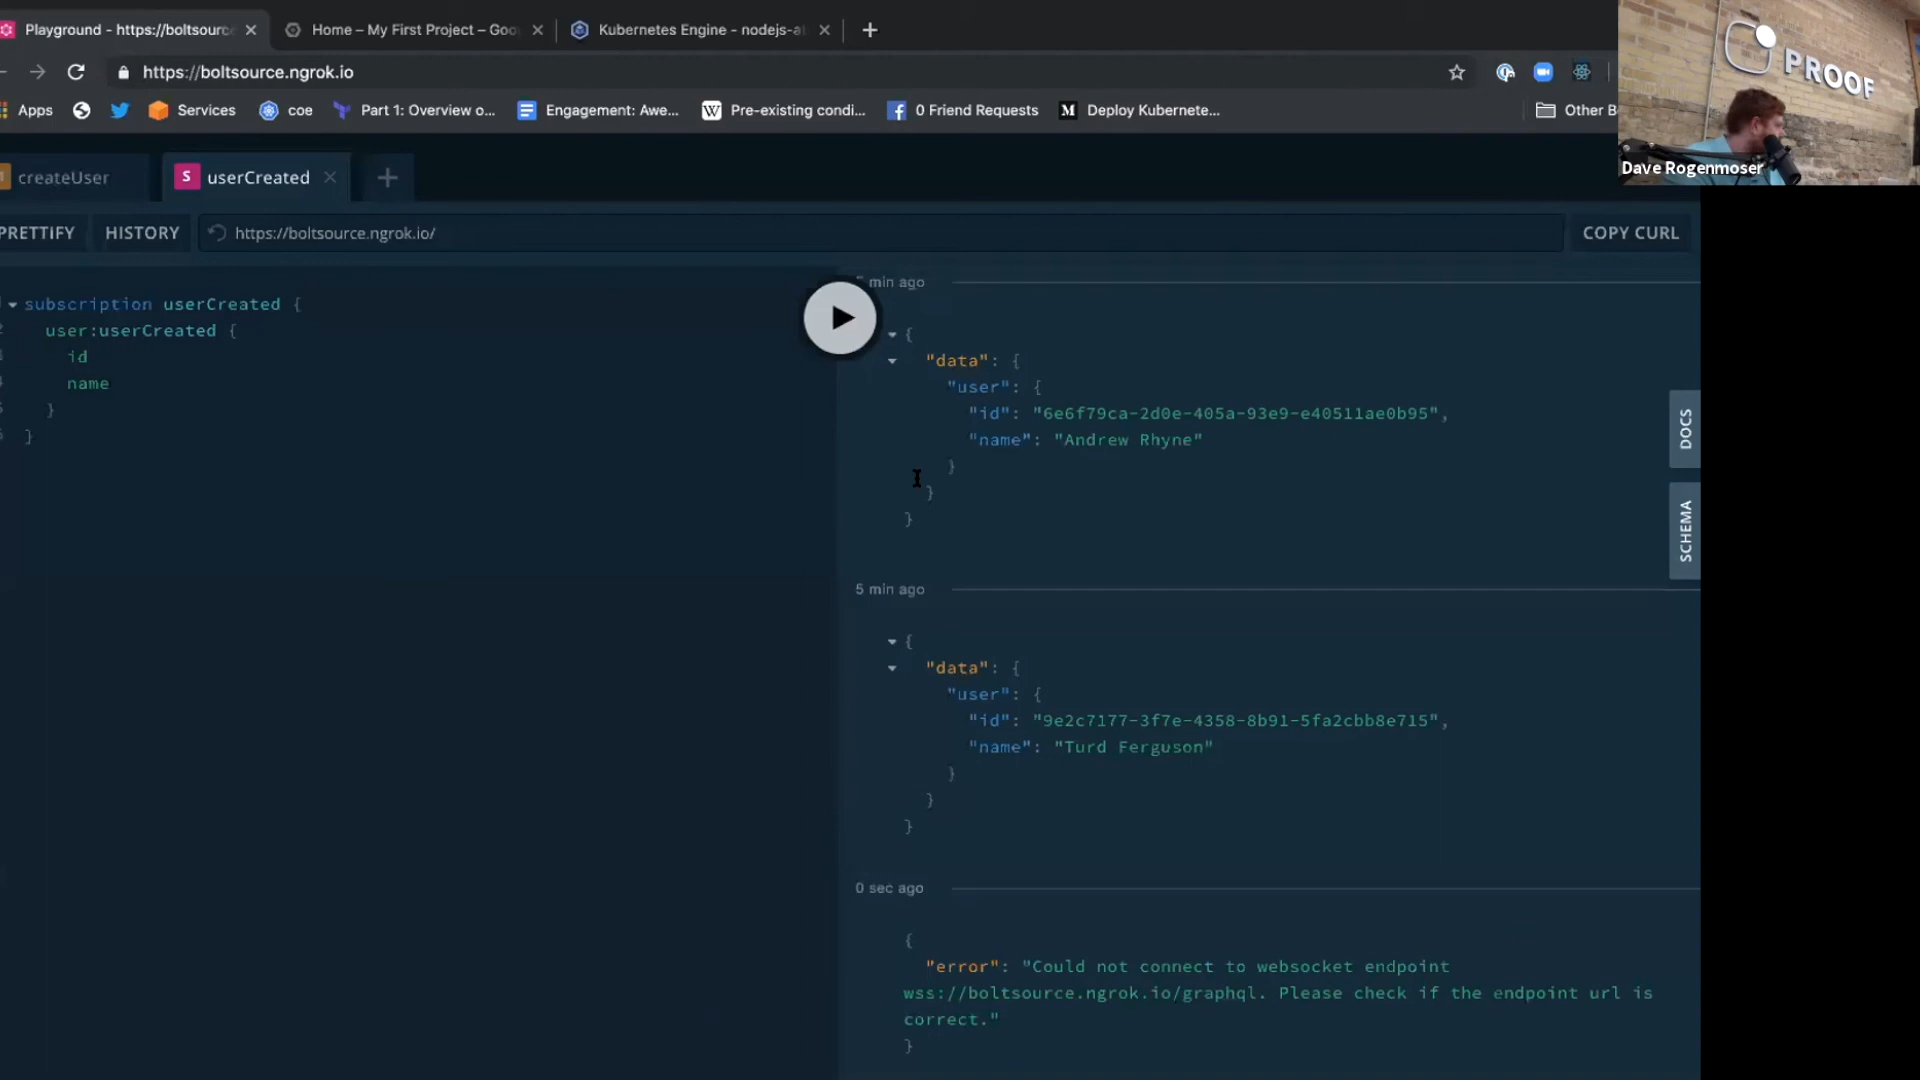 Playground - https://boltsourc
Home – My First Project – Goo
Kubernetes Engine - nodejs-a
https://boltsource.ngrok.io
Apps
Services
coe
Part 1: Overview o...
Engagement: Awe...
W
Pre-existing condi...
0 Friend Requests
M
Deploy Kubernete...
Other B
PROOF
Dave Rogenmoser
createUser
S
userCreated
PRETTIFY
HISTORY
https://boltsource.ngrok.io/
COPY CURL
subscription userCreated {
user:userCreated {
id
name
}
}
min ago
{
"data": {
"user": {
"id": "6e6f79ca-2d0e-405a-93e9-e40511ae0b95",
"name": "Andrew Rhyne"
}
}
}
5 min ago
{
"data": {
"user": {
"id": "9e2c7177-3f7e-4358-8b91-5fa2cbb8e715",
"name": "Turd Ferguson"
}
}
}
0 sec ago
{
"error": "Could not connect to websocket endpoint
wss://boltsource.ngrok.io/graphql. Please check if the endpoint url is
correct."
}
DOCS
SCHEMA